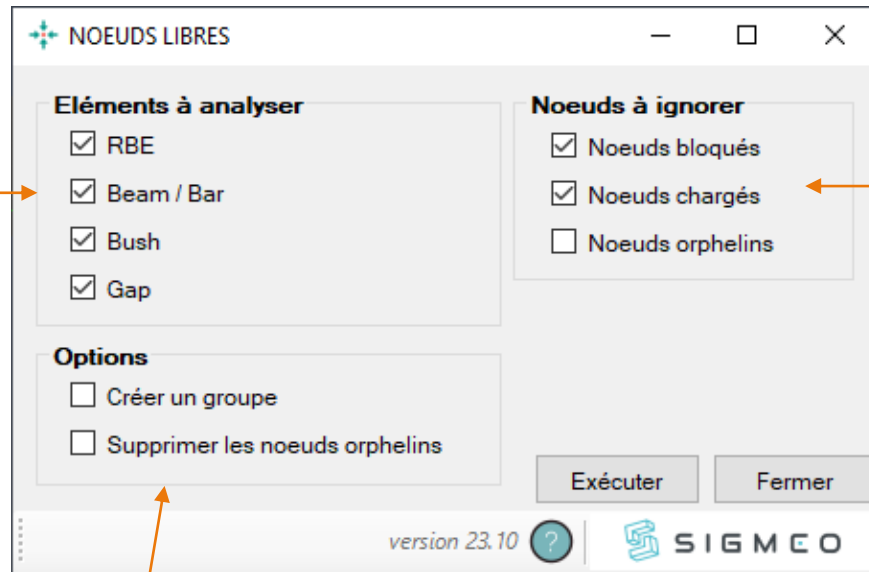 NOEUDS LIBRES
Eléments à analyser
RBE
Beam / Bar
Bush
Gap
Noeuds à ignorer
Noeuds bloqués
Noeuds chargés
Noeuds orphelins
Options
Créer un groupe
Supprimer les noeuds orphelins
Exécuter
Fermer
version 23.10
?
SIGMEO